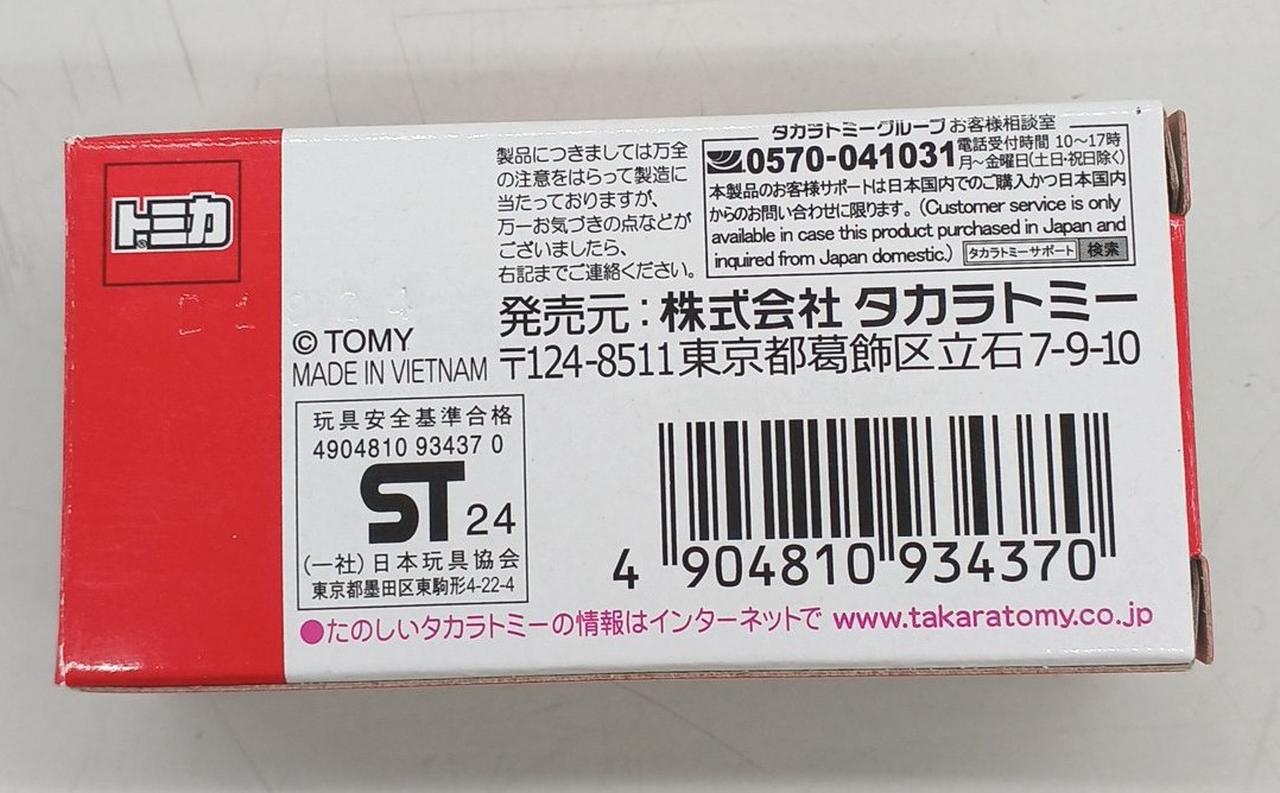 トミカ®
製品につきましては万全
の注意をはらって製造に
当たっておりますが、
万一お気づきの点などが
ございましたら、
右記までご連絡ください。
タカラトミーグループ お客様相談室
0570-041031 電話受付時間 10〜17時
月〜金曜日(土日・祝日除く)
本製品のお客様サポートは日本国内でのご購入かつ日本国内
からのお問い合わせに限ります。(Customer service is only
available in case this product purchased in Japan and
inquired from Japan domestic.) タカラトミーサポート 検索
発売元：株式会社 タカラトミー
〒124-8511東京都葛飾区立石7-9-10
© TOMY
MADE IN VIETNAM
玩具安全基準合格
4904810 93437 0
ST 24
(一社)日本玩具協会
東京都墨田区東駒形4-22-4
4 904810 934370
●たのしいタカラトミーの情報はインターネットで www.takaratomy.co.jp